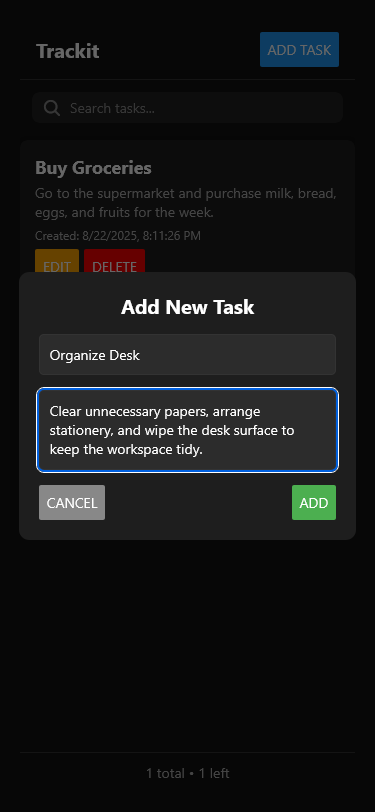 Trackit
ADD TASK
Search tasks...
Buy Groceries
Go to the supermarket and purchase milk, bread,
eggs, and fruits for the week.
Created: 8/22/2025, 8:11:26 PM
EDIT DELETE
Add New Task
Organize Desk
Clear unnecessary papers, arrange
stationery, and wipe the desk surface to
keep the workspace tidy.
CANCEL
ADD
1 total • 1 left